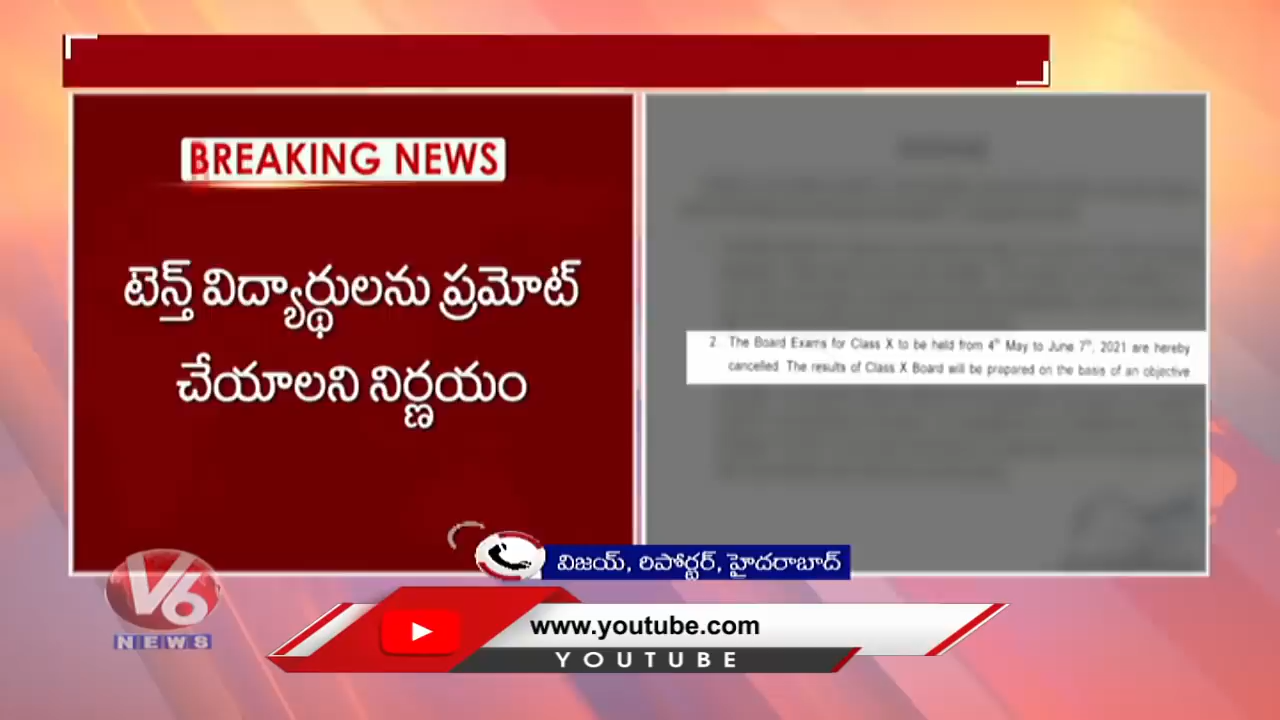 BREAKING NEWS
టెన్త్ విద్యార్థులను ప్రమోట్
చేయాలని నిర్ణయం
2. The Board Exams for Class X to be held from 4th May to June 7th, 2021 are hereby
cancelled. The results of Class X Board will be prepared on the basis of an objective
విజయ్, రిపోర్టర్, హైదరాబాద్
V6
NEWS
www.youtube.com
YOUTUBE